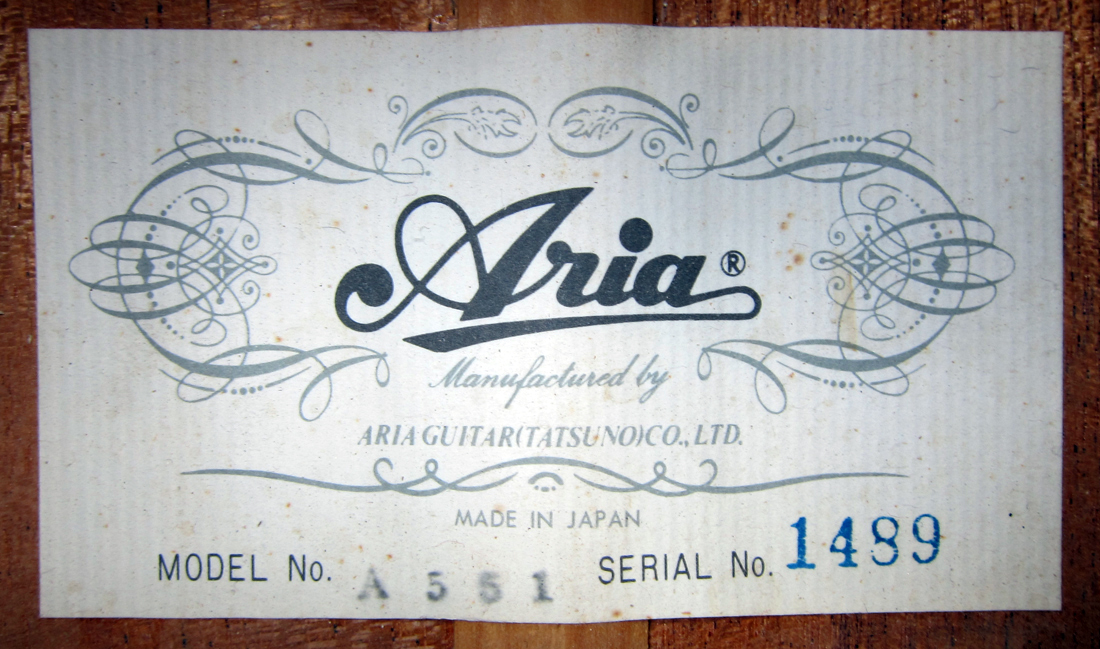 Aria®
Manufactured by
ARIA GUITAR(TATSUNO)CO.,LTD.
MADE IN JAPAN
MODEL No. A 551 SERIAL No. 1489